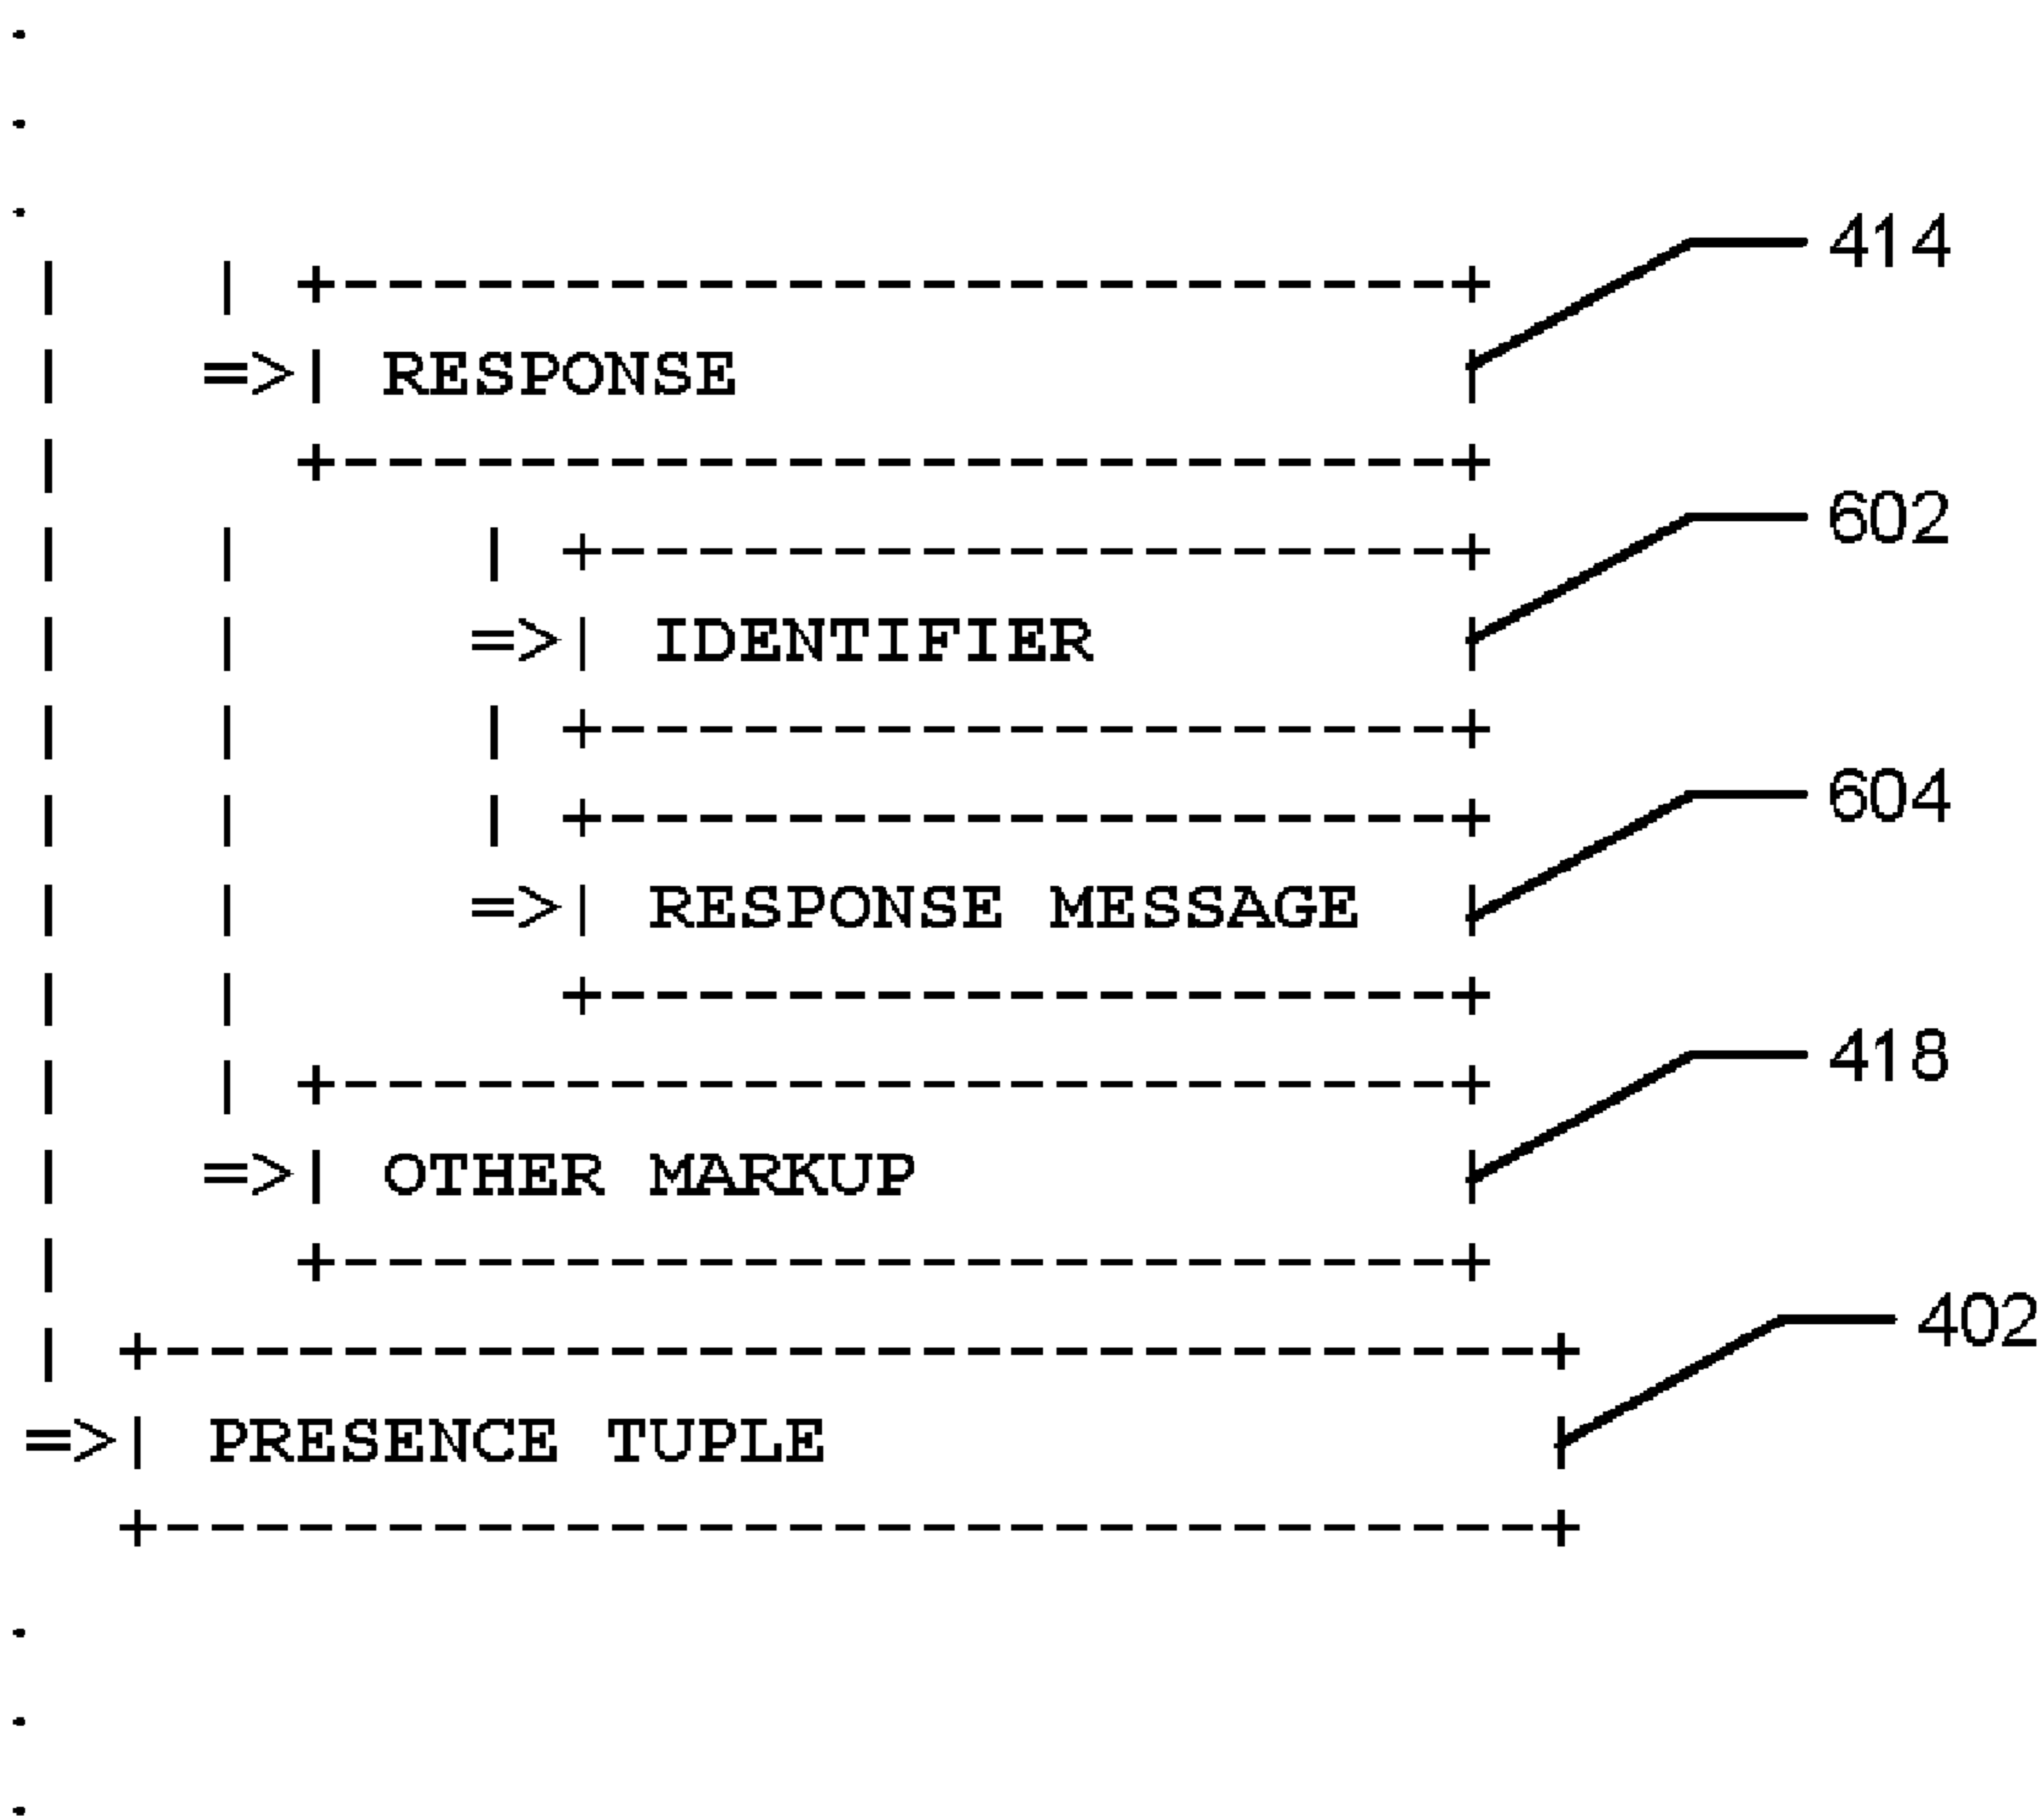 .
.
.
| | +--------------------------+ 414
| =>| RESPONSE |
| +--------------------------+
| | | +--------------------+ 602
| | =>| IDENTIFIER |
| | | +--------------------+
| | | +--------------------+ 604
| | =>| RESPONSE MESSAGE |
| | +--------------------+
| | +--------------------------+ 418
| =>| OTHER MARKUP |
| +--------------------------+
| +--------------------------------+ 402
=>| PRESENCE TUPLE |
+--------------------------------+
.
.
.